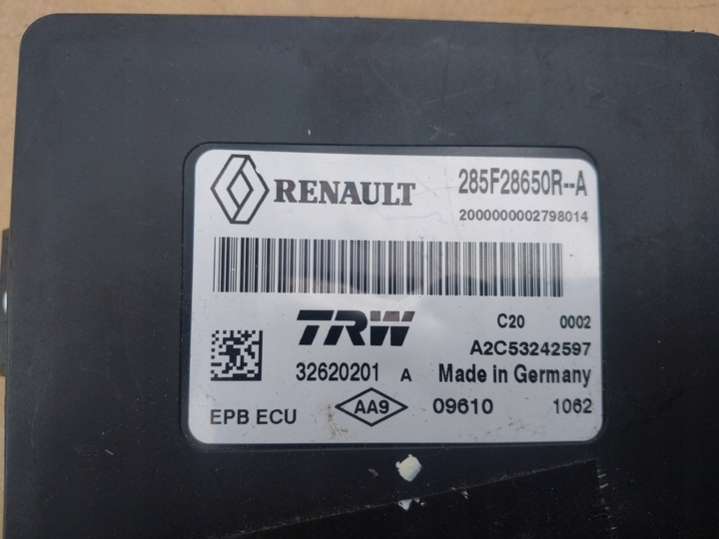 RENAULT 285F28650R--A
2000000002798014
TRW C20 0002
A2C53242597
32620201 A Made in Germany
EPB ECU AA9 09610 1062